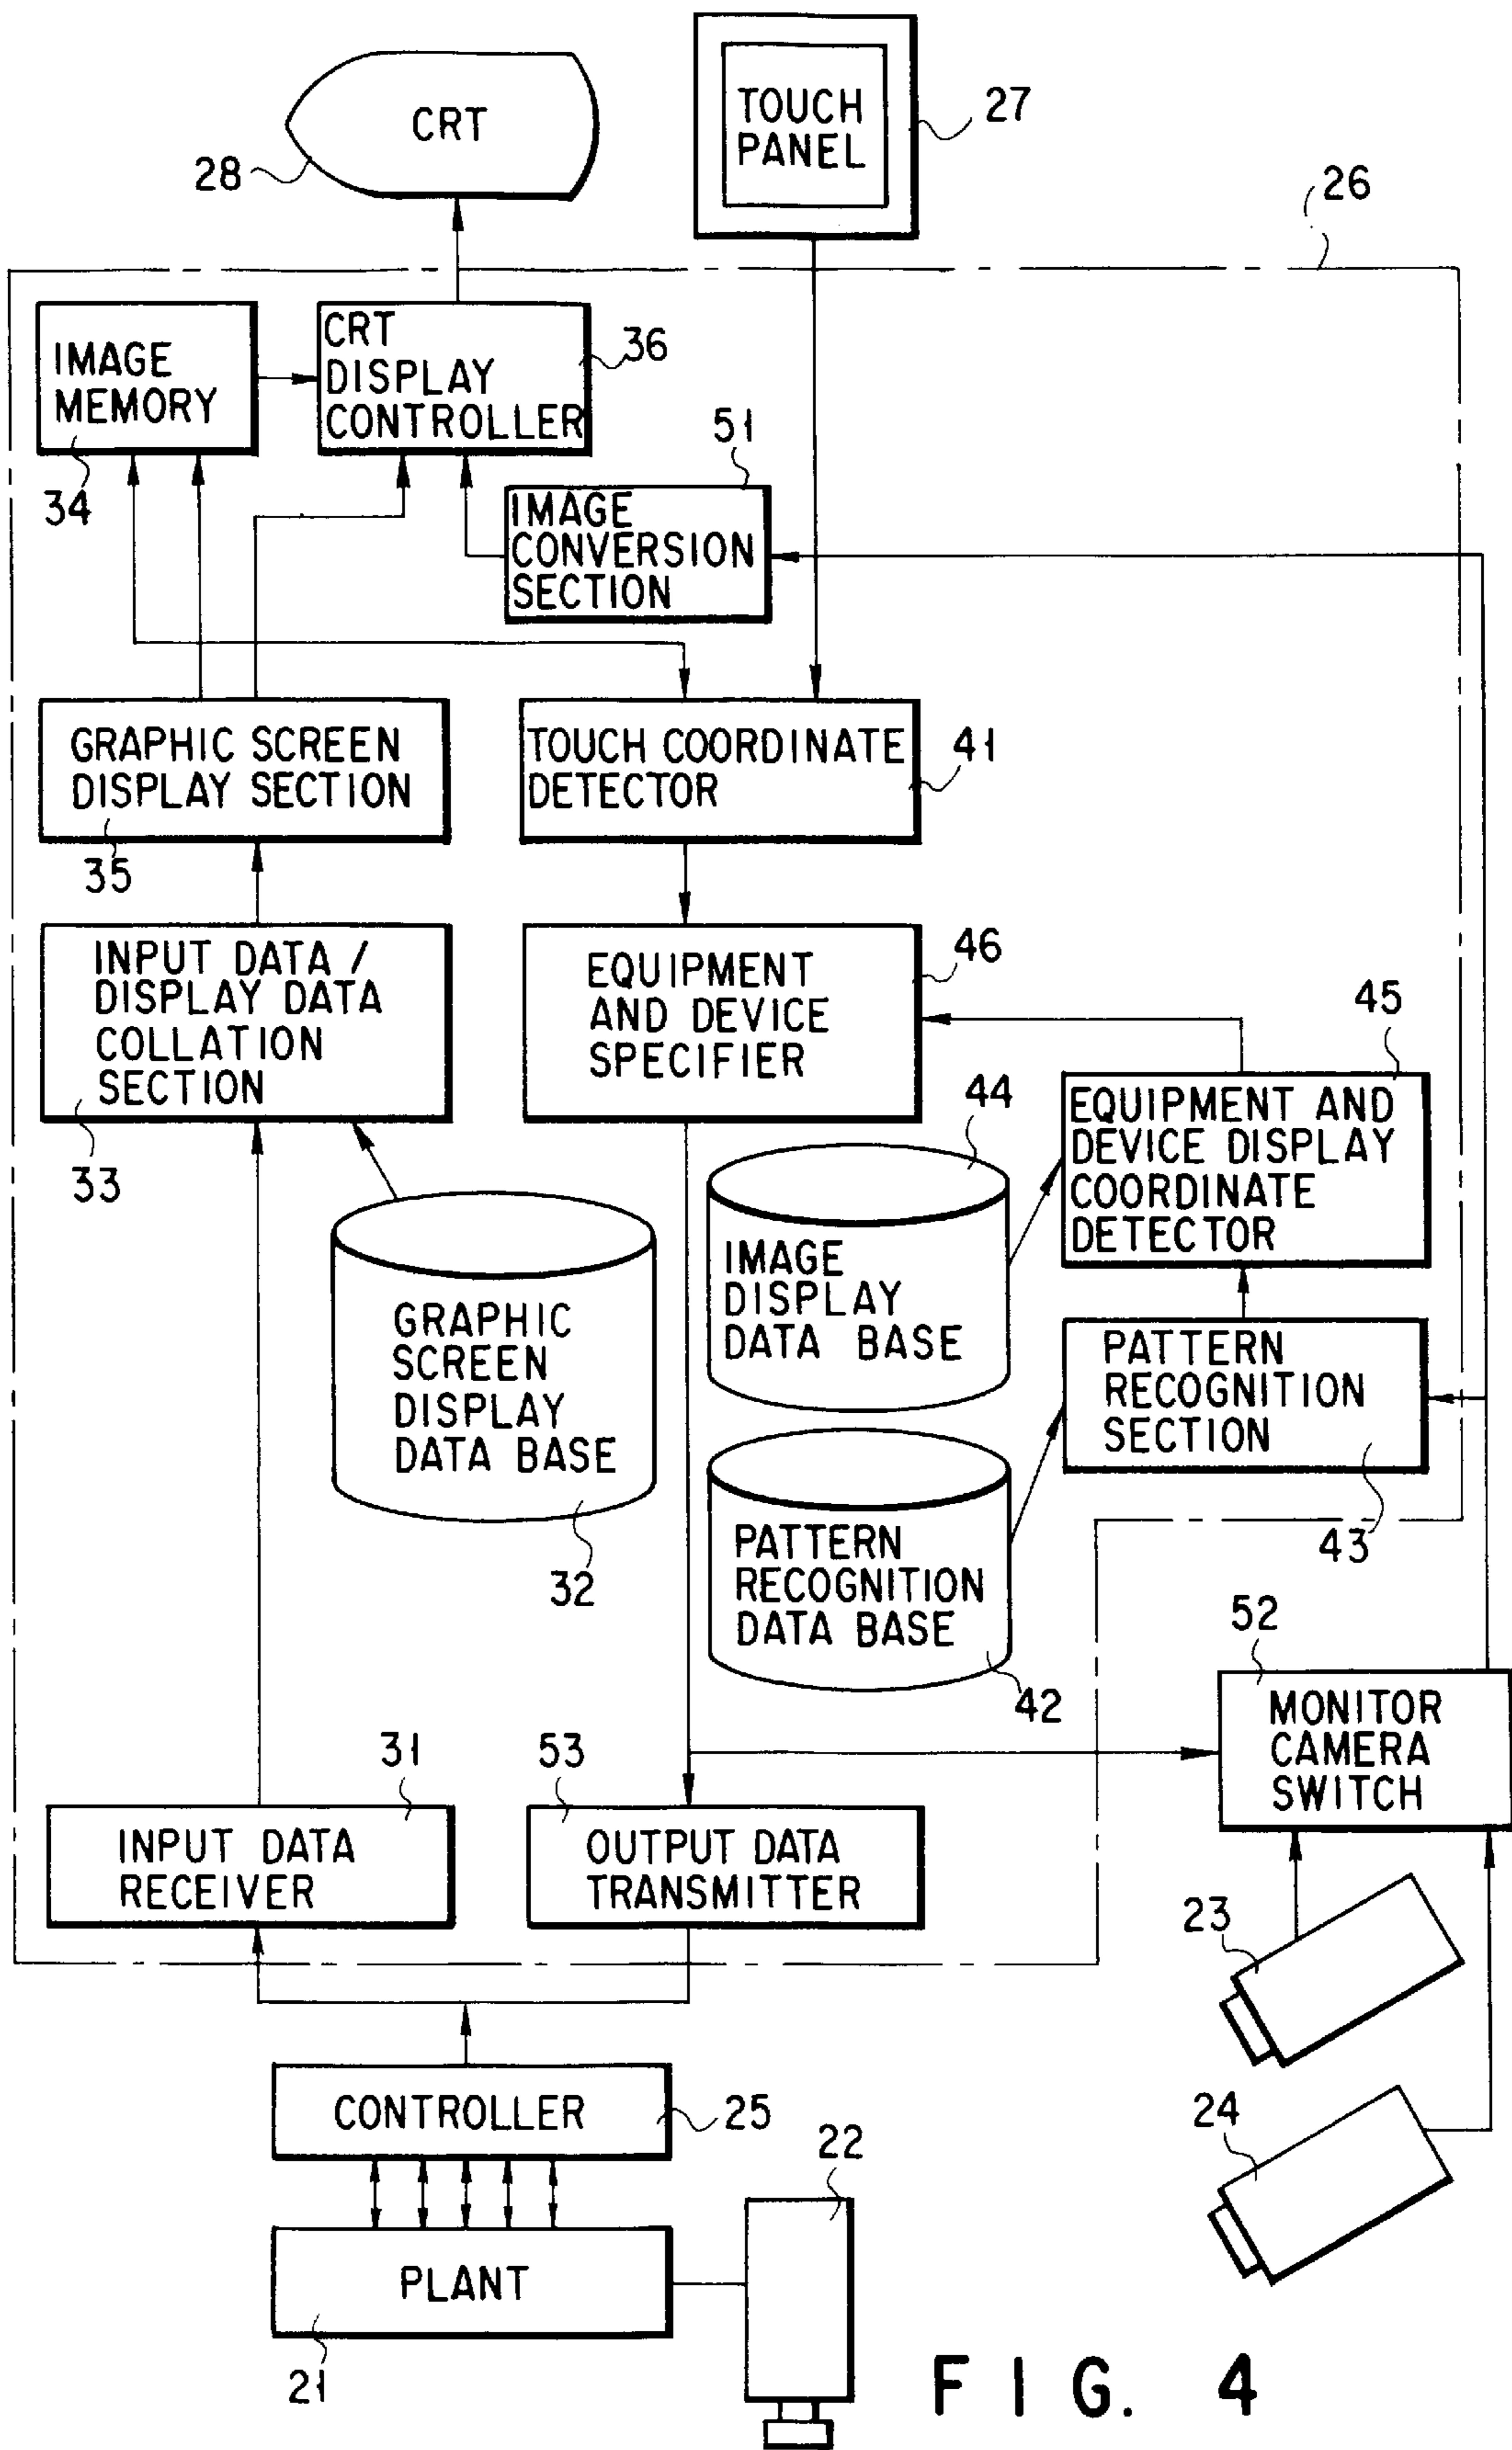 CRT
28
TOUCH
PANEL
27
26
IMAGE
MEMORY
34
CRT
DISPLAY
CONTROLLER
36
51
IMAGE
CONVERSION
SECTION
GRAPHIC SCREEN
DISPLAY SECTION
35
TOUCH COORDINATE
DETECTOR
41
INPUT DATA /
DISPLAY DATA
COLLATION
SECTION
33
EQUIPMENT
AND DEVICE
SPECIFIER
46
45
EQUIPMENT AND
DEVICE DISPLAY
COORDINATE
DETECTOR
44
IMAGE
DISPLAY
DATA BASE
GRAPHIC
SCREEN
DISPLAY
DATA BASE
32
PATTERN
RECOGNITION
SECTION
43
PATTERN
RECOGNITION
DATA BASE
42
52
MONITOR
CAMERA
SWITCH
31
INPUT DATA
RECEIVER
53
OUTPUT DATA
TRANSMITTER
23
24
CONTROLLER
25
22
PLANT
21
FIG. 4